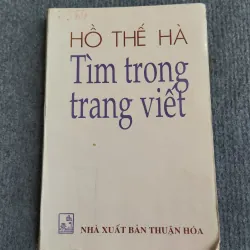 HỒ THẾ HÀ
Tìm trong
trang viết
NHÀ XUẤT BẢN THUẬN HÓA